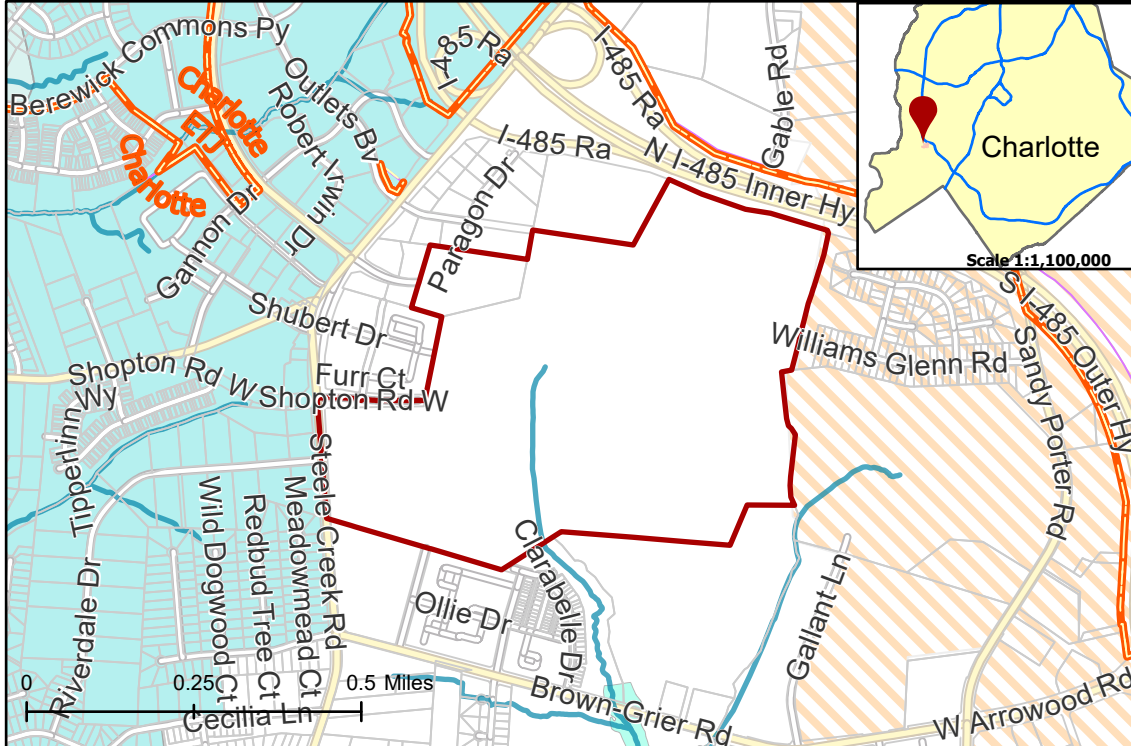 Berewick Commons Py
I-485 Ra
I-485 Ra
Gable Rd
Outlets Bv
Robert Irwin Dr
Charlotte
ETJ
Charlotte
Gannon Dr
I-485 Ra
N I-485 Inner Hy
Paragon Dr
Charlotte
Scale 1:1,100,000
S I-485 Outer Hy
Shubert Dr
Furr Ct
Shopton Rd W
Shopton Rd W
Williams Glenn Rd
Sandy Porter Rd
Tipperlinn Wy
Steele Creek Rd
Wild Dogwood Ct
Redbud Tree Ct
Meadowmead Ct
Riverdale Dr
Clarabelle Dr
Ollie Dr
Gallant Ln
Brown-Grier Rd
W Arrowood Rd
Cecilia Ln
0 0.25 0.5 Miles